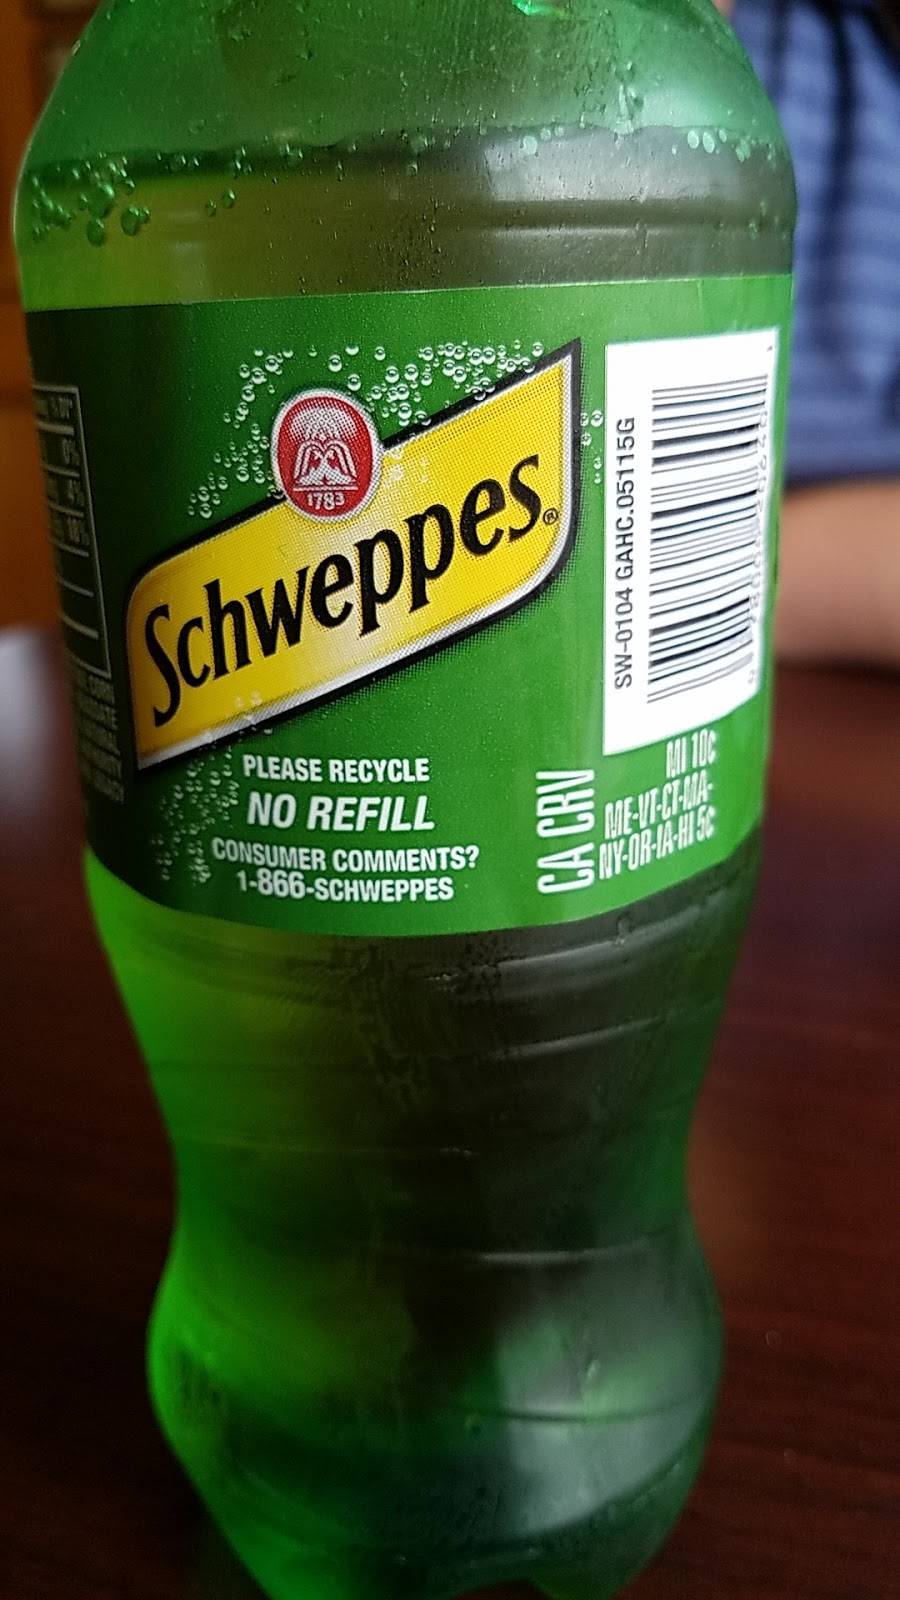 1783
Schweppes®
PLEASE RECYCLE
NO REFILL
CONSUMER COMMENTS?
1-866-SCHWEPPES
SW-0104 GAHC.05115G
CA CRV
MI 10¢
ME-VT-CT-MA-
NY-OR-IA-HI 5¢